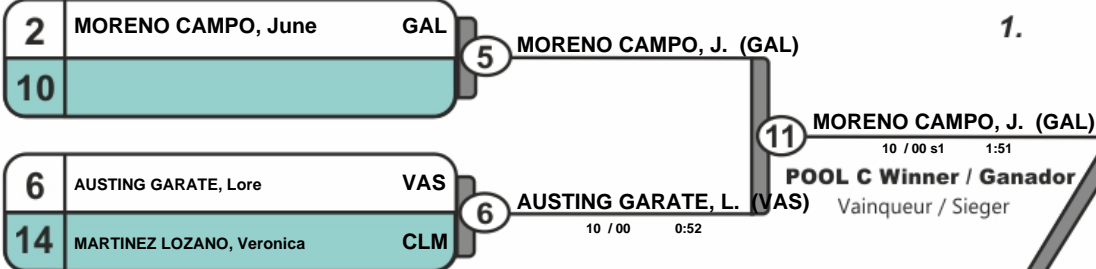 1.
2 MORENO CAMPO, June GAL
5 MORENO CAMPO, J. (GAL)
10
11 MORENO CAMPO, J. (GAL)
10 / 00 s1 1:51
POOL C Winner / Ganador
Vainqueur / Sieger
6 AUSTING GARATE, Lore VAS
6 AUSTING GARATE, L. (VAS)
10 / 00 0:52
14 MARTINEZ LOZANO, Veronica CLM